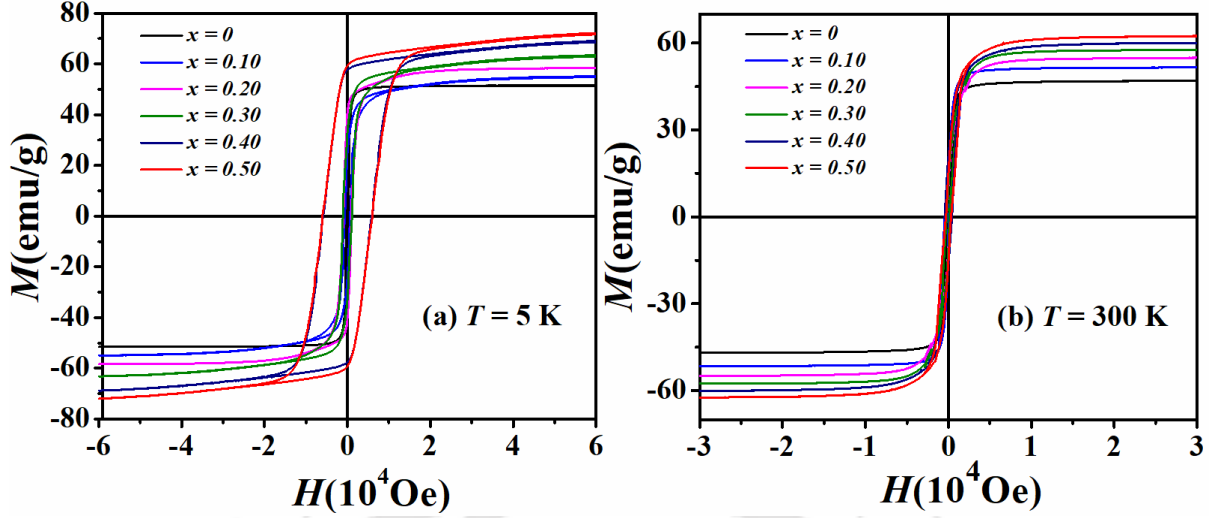 80
60
40
20
0
-20
-40
-60
-80
M(emu/g)
x = 0
x = 0.10
x = 0.20
x = 0.30
x = 0.40
x = 0.50
(a) T = 5 K
-6
-4
-2
0
2
4
6
H(10⁴Oe)
60
30
0
-30
-60
M(emu/g)
x = 0
x = 0.10
x = 0.20
x = 0.30
x = 0.40
x = 0.50
(b) T = 300 K
-3
-2
-1
0
1
2
3
H(10⁴Oe)